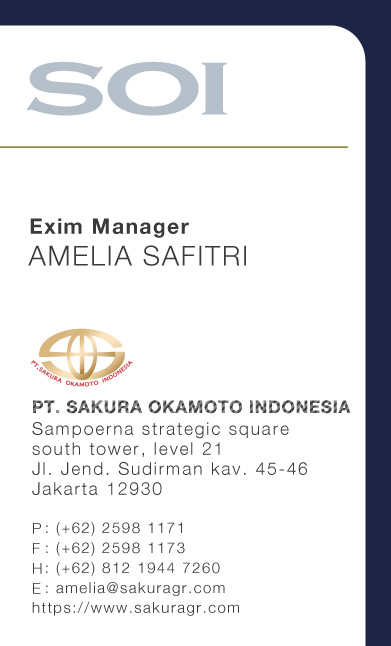 SOI
Exim Manager
AMELIA SAFITRI
PT. SAKURA OKAMOTO INDONESIA
PT. SAKURA OKAMOTO INDONESIA
Sampoerna strategic square
south tower, level 21
Jl. Jend. Sudirman kav. 45-46
Jakarta 12930
P: (+62) 2598 1171
F: (+62) 2598 1173
H: (+62) 812 1944 7260
E: amelia@sakuragr.com
https://www.sakuragr.com